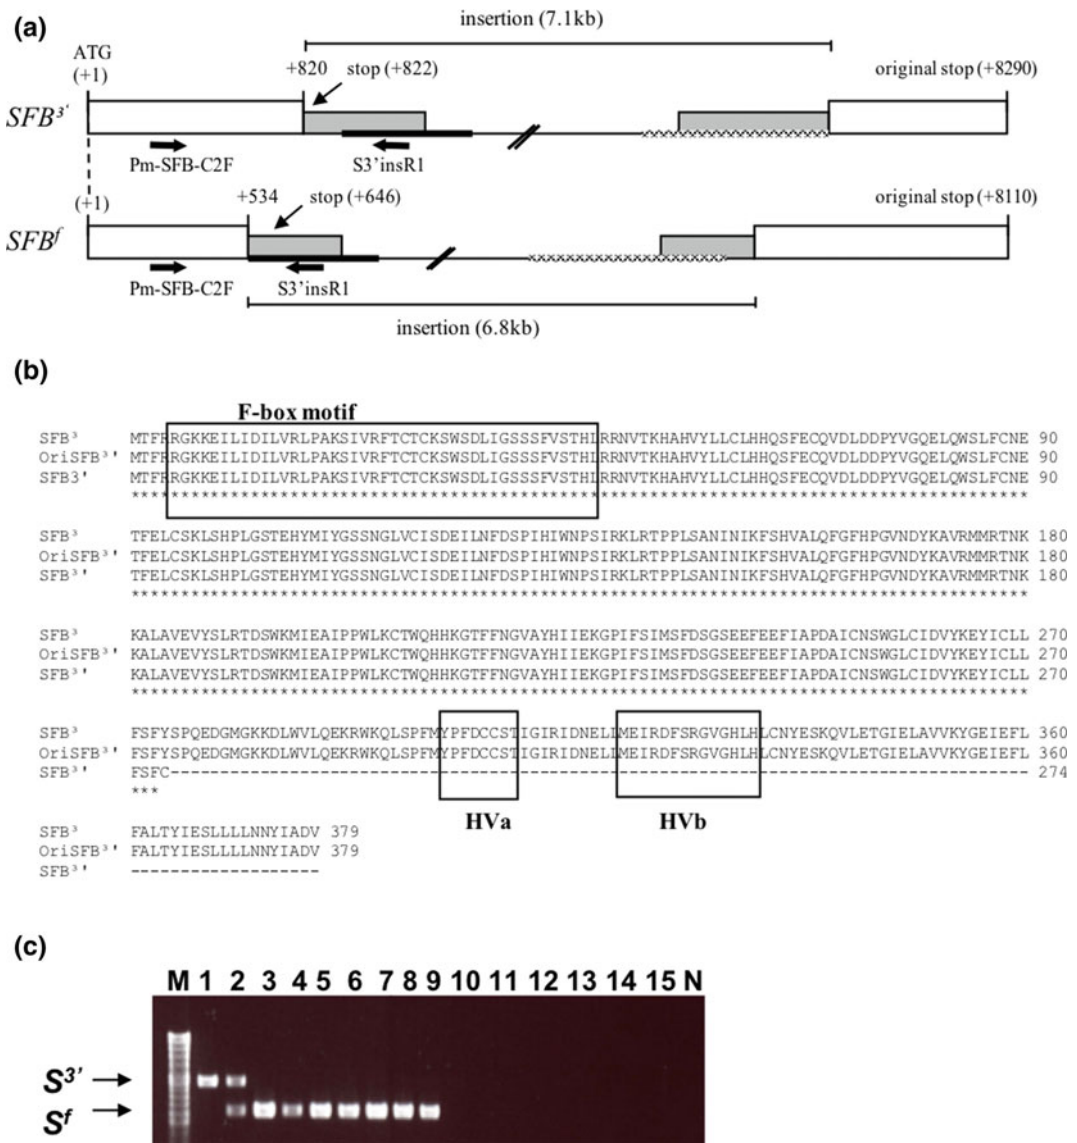 (a)
insertion (7.1kb)
ATG
(+1)
+820
stop (+822)
original stop (+8290)
SFB³'
Pm-SFB-C2F
S3'insR1
(+1)
+534
stop (+646)
original stop (+8110)
SFBᶠ
Pm-SFB-C2F
S3'insR1
insertion (6.8kb)
(b)
F-box motif
SFB³ MTFRRGKKEILIDILVRLPAKSIVRFTCTCKSWSDLIGSSSFVSTHLRRNVTKHAHVYLLCLHHQSFECQVDLDDPYVGQELQWSLFCNE 90
OriSFB³' MTFRRGKKEILIDILVRLPAKSIVRFTCTCKSWSDLIGSSSFVSTHLRRNVTKHAHVYLLCLHHQSFECQVDLDDPYVGQELQWSLFCNE 90
SFB3' MTFRRGKKEILIDILVRLPAKSIVRFTCTCKSWSDLIGSSSFVSTHLRRNVTKHAHVYLLCLHHQSFECQVDLDDPYVGQELQWSLFCNE 90
******************************************************************************************
SFB³ TFELCSKLSHPLGSTEHYMIYGSSNGLVCISDEILNFDSPIHIWNPSIRKLRTPPLSANINIKFSHVALQFGFHPGVNDYKAVRMMRTNK 180
OriSFB³' TFELCSKLSHPLGSTEHYMIYGSSNGLVCISDEILNFDSPIHIWNPSIRKLRTPPLSANINIKFSHVALQFGFHPGVNDYKAVRMMRTNK 180
SFB³' TFELCSKLSHPLGSTEHYMIYGSSNGLVCISDEILNFDSPIHIWNPSIRKLRTPPLSANINIKFSHVALQFGFHPGVNDYKAVRMMRTNK 180
******************************************************************************************
SFB³ KALAVEVYSLRTDSWKMIEAIPPWLKCTWQHHKGTFFNGVAYHIIEKGPIFSIMSFDSGSEEFEEFIAPDAICNSWGLCIDVYKEYICLL 270
OriSFB³' KALAVEVYSLRTDSWKMIEAIPPWLKCTWQHHKGTFFNGVAYHIIEKGPIFSIMSFDSGSEEFEEFIAPDAICNSWGLCIDVYKEYICLL 270
SFB³' KALAVEVYSLRTDSWKMIEAIPPWLKCTWQHHKGTFFNGVAYHIIEKGPIFSIMSFDSGSEEFEEFIAPDAICNSWGLCIDVYKEYICLL 270
******************************************************************************************
SFB³ FSFYSPQEDGMGKKDLWVLQEKRWKQLSPFMYPFDCCSTIGIRIDNELLMEIRDFSRGVGHLHLCNYESKQVLETGIELAVVKYGEIEFL 360
OriSFB³' FSFYSPQEDGMGKKDLWVLQEKRWKQLSPFMYPFDCCSTIGIRIDNELLMEIRDFSRGVGHLHLCNYESKQVLETGIELAVVKYGEIEFL 360
SFB³' FSFC-------------------------------------------------------------------------------------- 274
***
HVa
HVb
SFB³ FALTYIESLLLLNNYIADV 379
OriSFB³' FALTYIESLLLLNNYIADV 379
SFB³' -------------------
(c)
M 1 2 3 4 5 6 7 8 9 10 11 12 13 14 15 N
S³'
Sᶠ